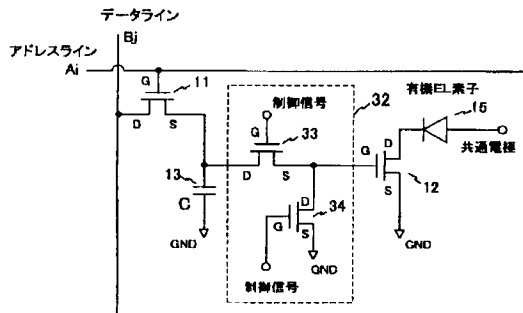 データライン
Bj
アドレスライン
Ai
G
11
D
S
制御信号
32
G
33
D
S
有機EL素子
15
共通電極
G
D
S
12
13
C
GND
D
G
S
34
GND
制御信号
GND